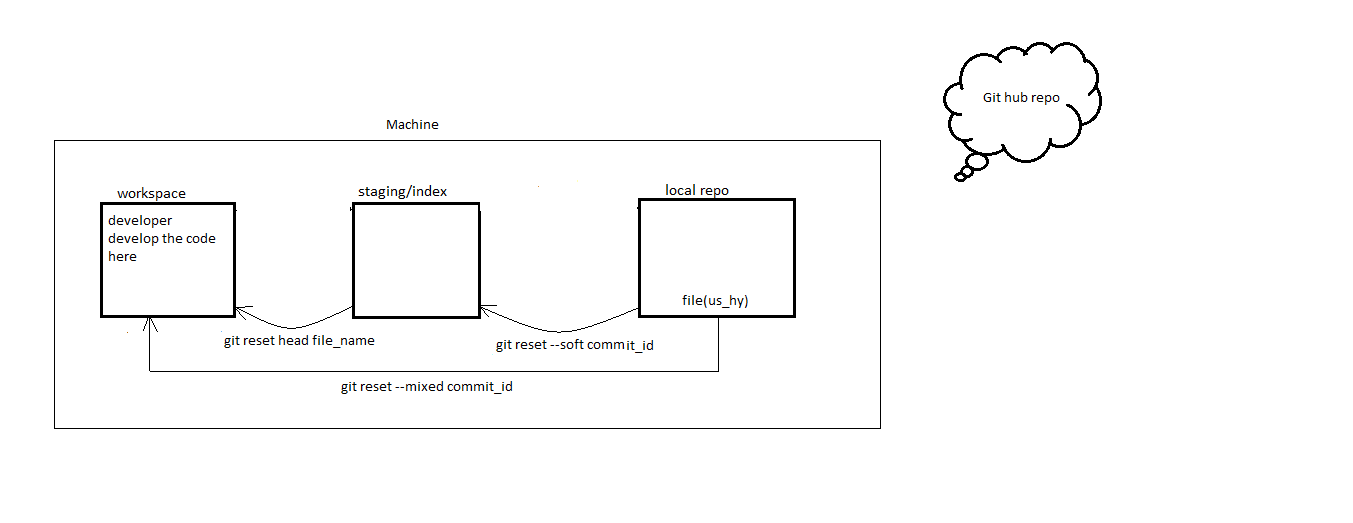 Git hub repo
Machine
workspace
staging/index
local repo
developer
develop the code
here
file(us_hy)
git reset head file_name
git reset --soft commit_id
git reset --mixed commit_id